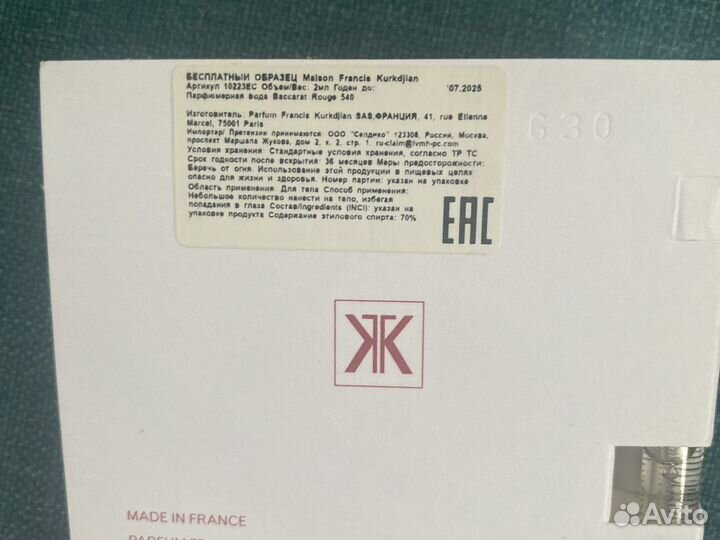 БЕСПЛАТНЫЙ ОБРАЗЕЦ Maison Francis Kurkdjian
Артикул 10223EC Объем/Вес: 2мл Годен до: '07.2025
Парфюмерная вода Baccarat Rouge 540
Изготовитель: Parfum Francis Kurkdjian SAS,ФРАНЦИЯ, 41, rue Etienne
Marcel, 75001 Paris
Импортер/ Претензии принимаются: ООО "Селдико" 123308, Россия, Москва,
проспект Маршала Жукова, дом 2, к. 2, стр. 1. ru-claim@lvmh-pc.com
Условия хранения: Стандартные условия хранения, согласно ТР ТС
Срок годности после вскрытия: 36 месяцев Меры предосторожности:
Беречь от огня. Использование этой продукции в пищевых целях
опасно для жизни и здоровья. Номер партии: указан на упаковке
Область применения: Для тела Способ применения:
Небольшое количество нанести на тело, избегая
попадания в глаза Состав/Ingredients (INCI): указан на
упаковке продукта Содержание этилового спирта: 70%
EAC
G30
MADE IN FRANCE
Avito